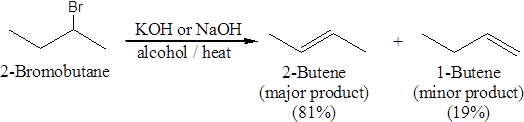 Br
KOH or NaOH
alcohol / heat
+
2-Bromobutane
2-Butene
(major product)
(81%)
1-Butene
(minor product)
(19%)